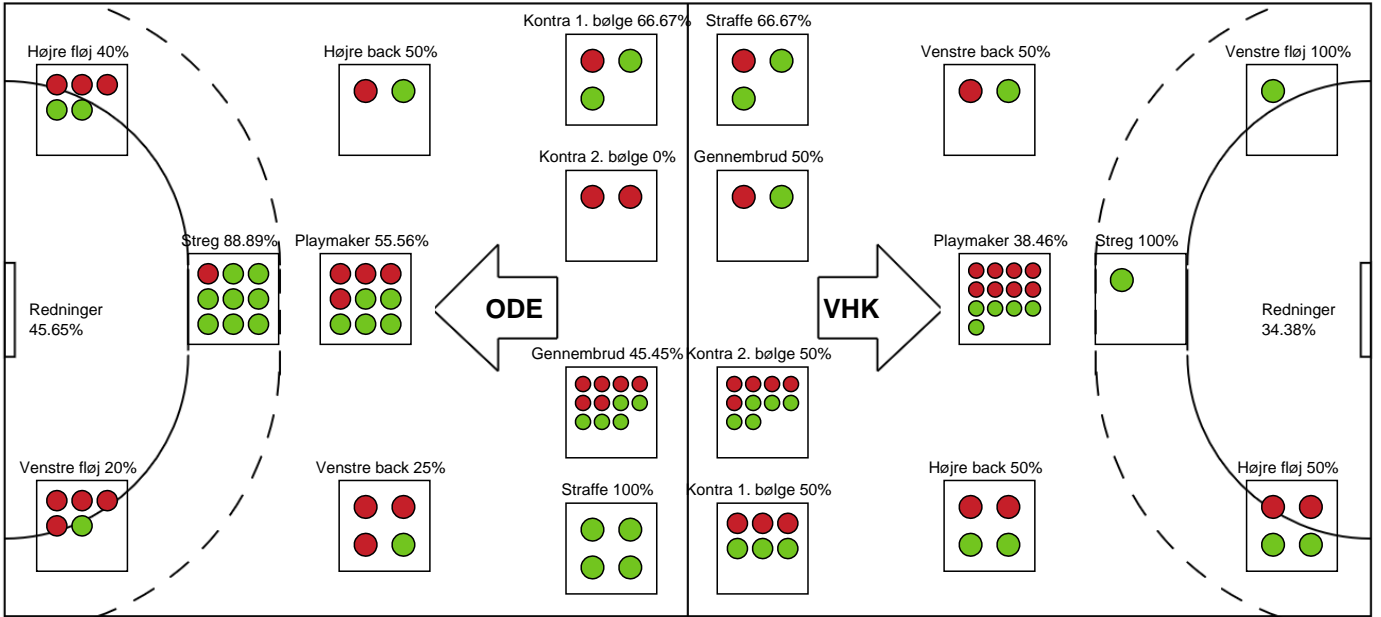 Kontra 1. bølge 66.67%
Straffe 66.67%
Højre fløj 40%
Højre back 50%
Venstre back 50%
Venstre fløj 100%
Kontra 2. bølge 0%
Gennembrud 50%
Streg 88.89%
Playmaker 55.56%
Playmaker 38.46%
Streg 100%
Redninger
45.65%
ODE
VHK
Redninger
34.38%
Gennembrud 45.45%
Kontra 2. bølge 50%
Venstre fløj 20%
Venstre back 25%
Højre back 50%
Højre fløj 50%
Straffe 100%
Kontra 1. bølge 50%